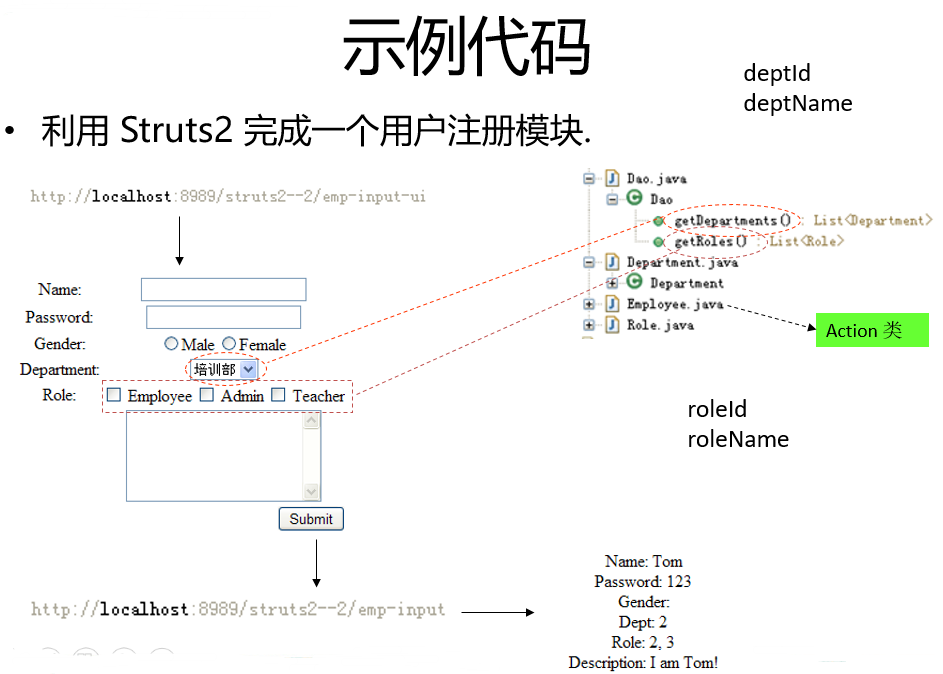 示例代码
deptId
deptName
• 利用 Struts2 完成一个用户注册模块.
http://localhost:8989/struts2--2/emp-input-ui
Name:
Password:
Gender: Male Female
Department: 培训部
Role: Employee Admin Teacher
Submit
http://localhost:8989/struts2--2/emp-input
Dao.java
Dao
getDepartments() : List<Department>
getRoles() : List<Role>
Department.java
Department
Employee.java
Role.java
Action 类
roleId
roleName
Name: Tom
Password: 123
Gender:
Dept: 2
Role: 2, 3
Description: I am Tom!